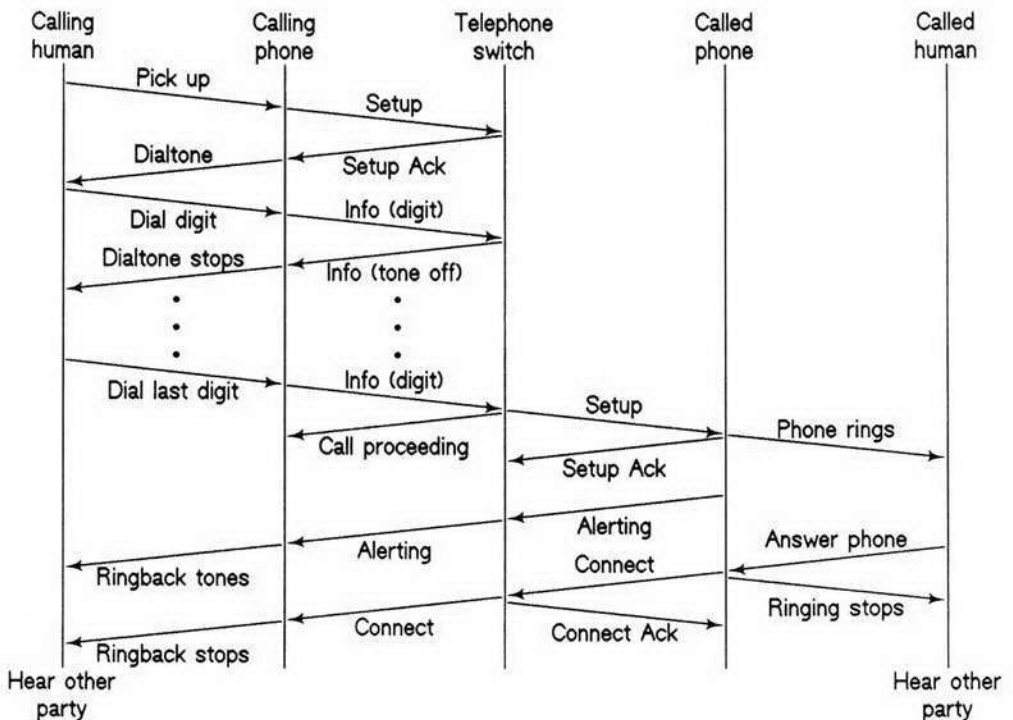 Calling human
Calling phone
Telephone switch
Called phone
Called human
Pick up
Setup
Dialtone
Setup Ack
Dial digit
Info (digit)
Dialtone stops
Info (tone off)
Dial last digit
Info (digit)
Setup
Call proceeding
Phone rings
Setup Ack
Alerting
Answer phone
Alerting
Connect
Ringback tones
Ringing stops
Connect
Connect Ack
Ringback stops
Hear other party
Hear other party